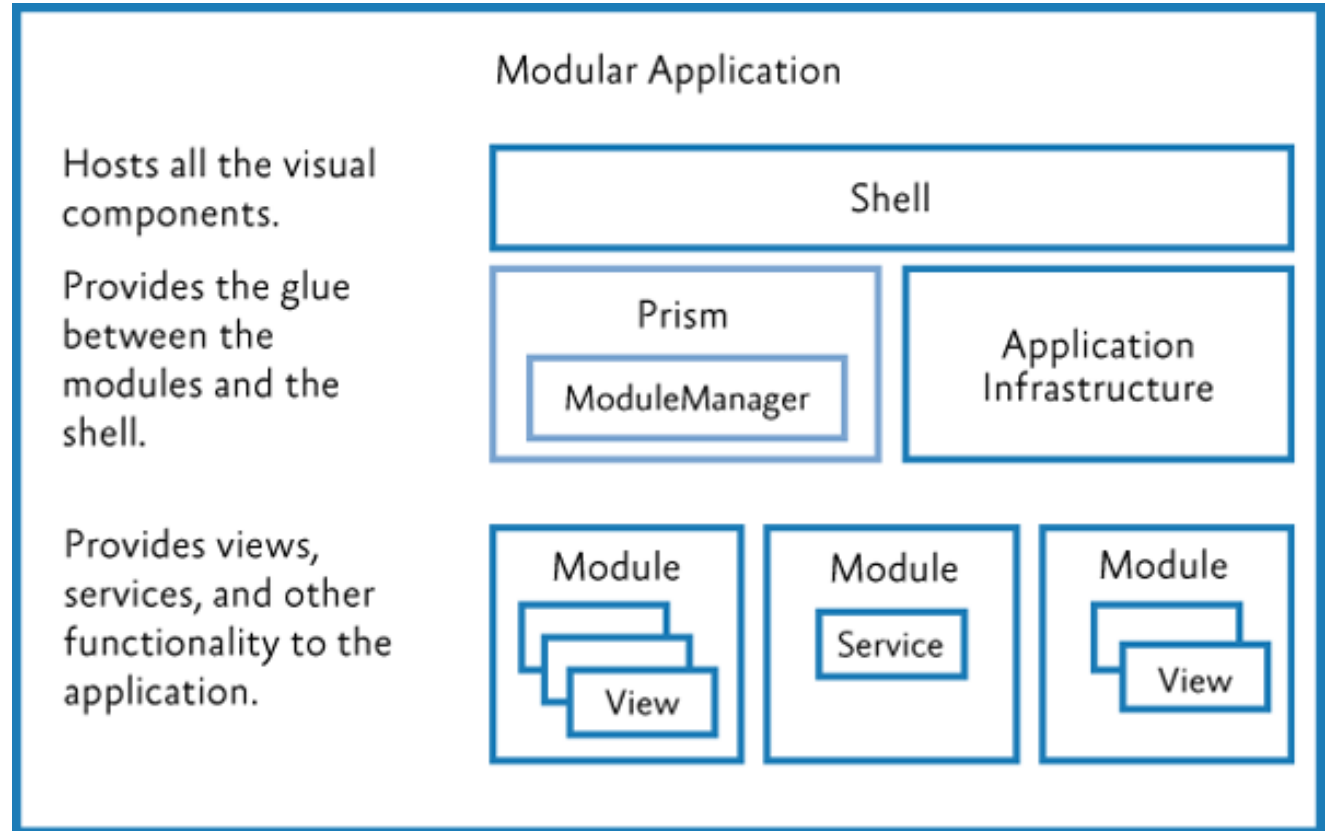 Modular Application
Hosts all the visual
components.
Shell
Provides the glue
between the
modules and the
shell.
Prism
ModuleManager
Application
Infrastructure
Provides views,
services, and other
functionality to the
application.
Module
View
Module
Service
Module
View